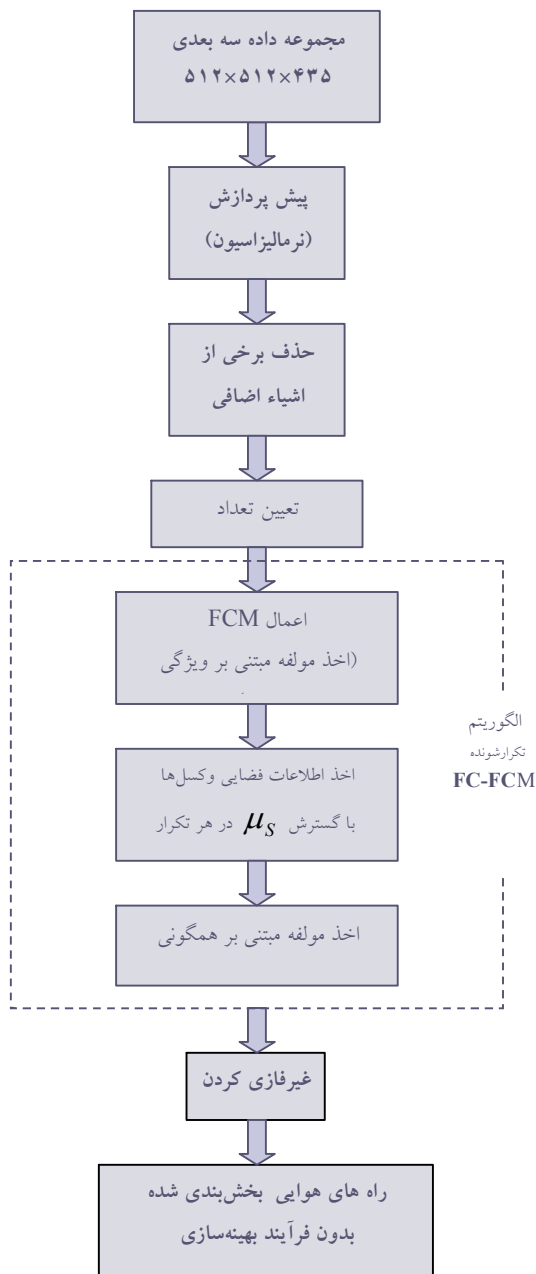 مجموعه داده سه بعدی
۵۱۲×۵۱۲×۴۳۵
پیش پردازش
(نرمالیزاسیون)
حذف برخی از
اشیاء اضافی
تعیین تعداد
اعمال FCM
(اخذ مولفه مبتنی بر ویژگی
اخذ اطلاعات فضایی وکسل‌ها
با گسترش μ_S در هر تکرار
اخذ مولفه مبتنی بر همگونی
الگوریتم
تکرارشونده
FC-FCM
غیرفازی کردن
راه های هوایی بخش‌بندی شده
بدون فرآیند بهینه‌سازی